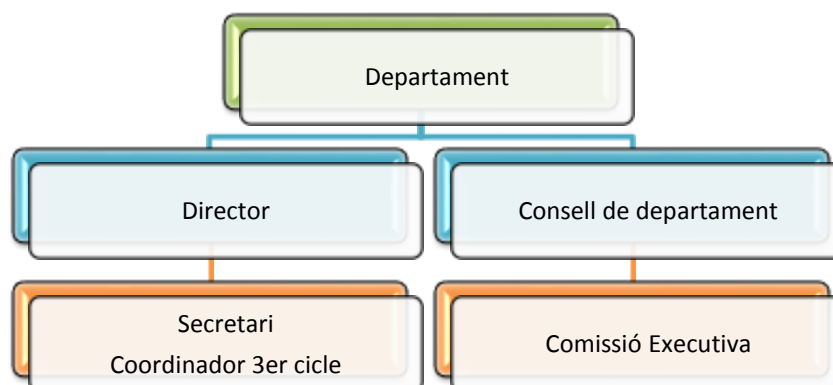 Departament
Director
Consell de departament
Secretari
Coordinador 3er cicle
Comissió Executiva